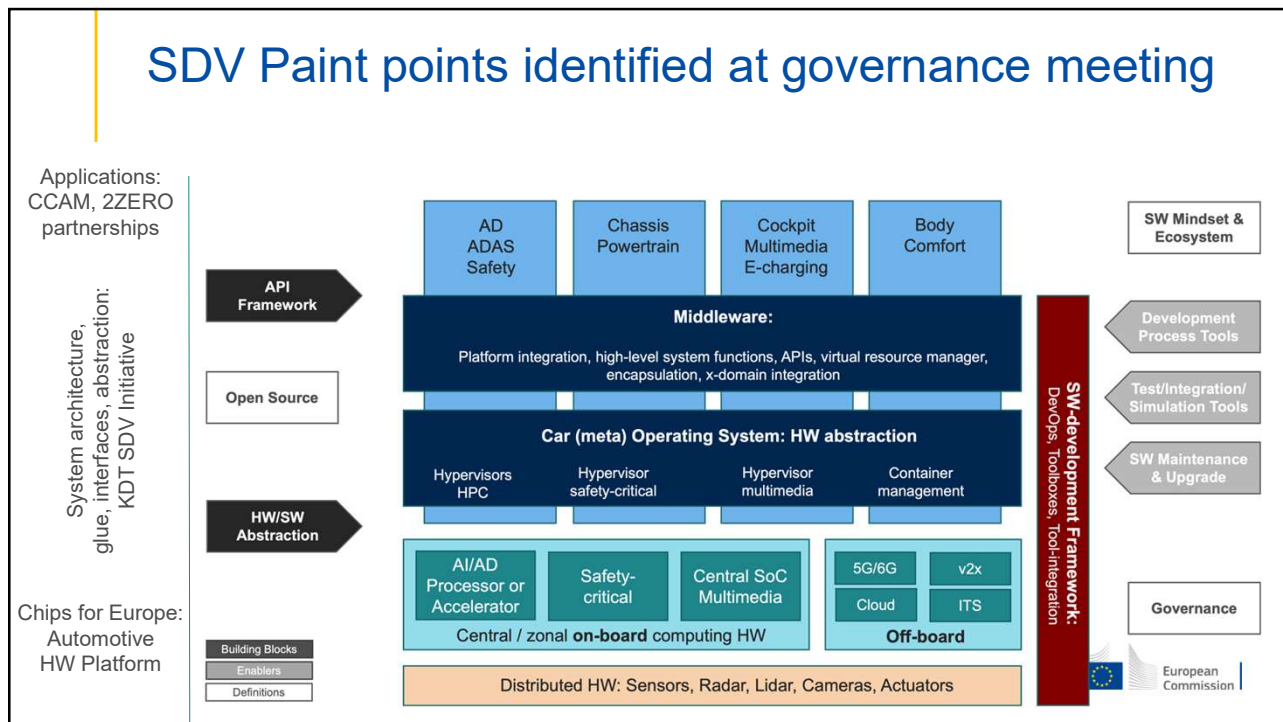 SDV Paint points identified at governance meeting
Applications:
CCAM, 2ZERO
partnerships
System architecture,
glue, interfaces, abstraction:
KDT SDV Initiative
Chips for Europe:
Automotive
HW Platform
API
Framework
Open Source
HW/SW
Abstraction
Building Blocks
Enablers
Definitions
AD
ADAS
Safety
Chassis
Powertrain
Cockpit
Multimedia
E-charging
Body
Comfort
Middleware:
Platform integration, high-level system functions, APIs, virtual resource manager,
encapsulation, x-domain integration
Car (meta) Operating System: HW abstraction
Hypervisors
HPC
Hypervisor
safety-critical
Hypervisor
multimedia
Container
management
AI/AD
Processor or
Accelerator
Safety-
critical
Central SoC
Multimedia
Central / zonal on-board computing HW
5G/6G
v2x
Cloud
ITS
Off-board
Distributed HW: Sensors, Radar, Lidar, Cameras, Actuators
SW-development Framework:
DevOps, Toolboxes, Tool-integration
SW Mindset &
Ecosystem
Development
Process Tools
Test/Integration/
Simulation Tools
SW Maintenance
& Upgrade
Governance
European
Commission